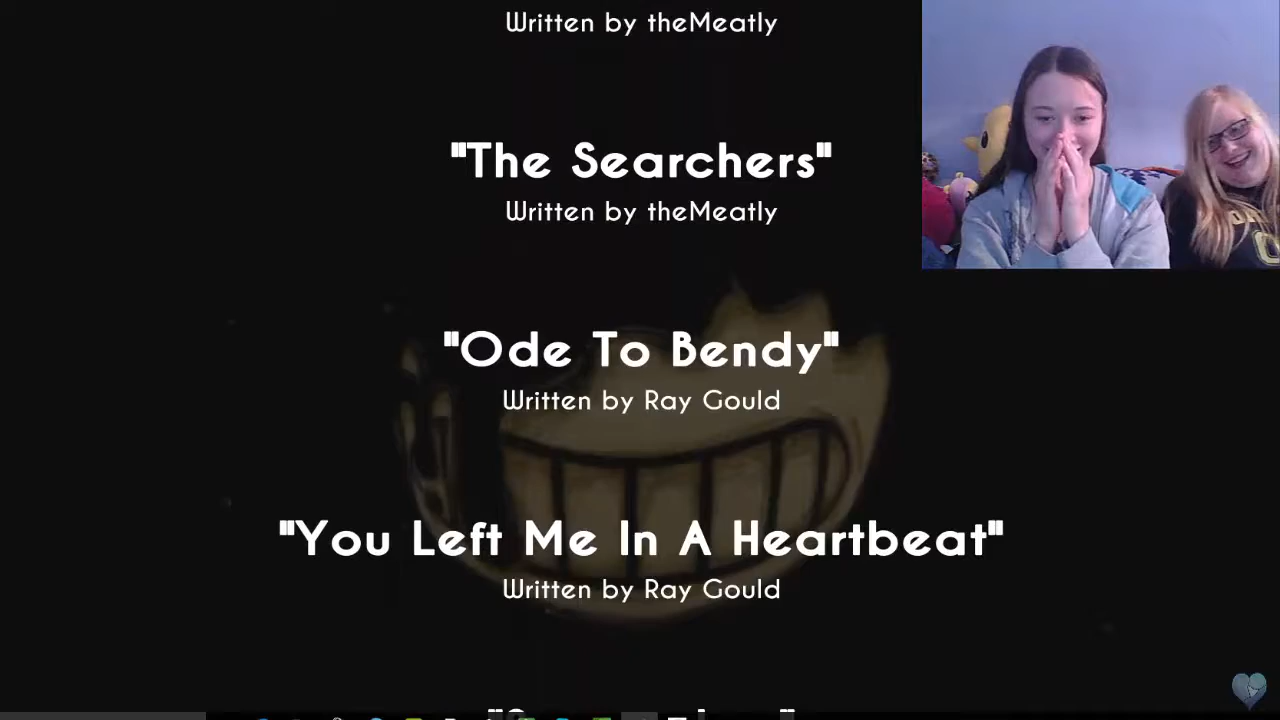 Written by theMeatly
"The Searchers"
Written by theMeatly
"Ode To Bendy"
Written by Ray Gould
"You Left Me In A Heartbeat"
Written by Ray Gould